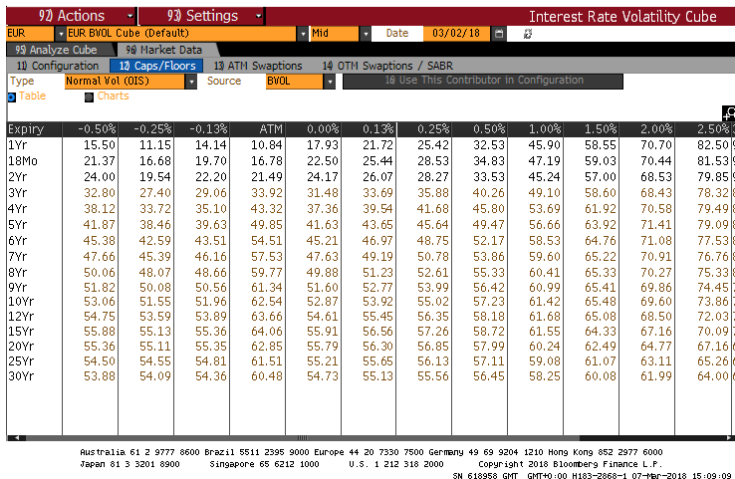 92) Actions 93) Settings Interest Rate Volatility Cube
EUR EUR BVOL Cube (Default) Mid Date 03/02/18
95) Analyze Cube 96) Market Data
11) Configuration 12) Caps/Floors 13) ATM Swaptions 14) OTM Swaptions / SABR
Type Normal Vol (OIS) Source BVOL 18 Use This Contributor in Configuration
Table Charts
Expiry -0.50% -0.25% -0.13% ATM 0.00% 0.13% 0.25% 0.50% 1.00% 1.50% 2.00% 2.50%
1Yr 15.50 11.15 14.14 10.84 17.93 21.72 25.42 32.53 45.90 58.55 70.70 82.50
18Mo 21.37 16.68 19.70 16.78 22.50 25.44 28.53 34.83 47.19 59.03 70.44 81.53
2Yr 24.00 19.54 22.20 21.49 24.17 26.07 28.27 33.53 45.24 57.00 68.53 79.85
3Yr 32.80 27.40 29.06 33.92 31.48 33.69 35.88 40.26 49.10 58.60 68.43 78.32
4Yr 38.12 33.72 35.10 43.32 37.36 39.54 41.68 45.80 53.69 61.92 70.58 79.49
5Yr 41.87 38.46 39.63 49.85 41.63 43.65 45.64 49.47 56.66 63.92 71.41 79.09
6Yr 45.38 42.59 43.51 54.51 45.21 46.97 48.75 52.17 58.53 64.76 71.08 77.53
7Yr 47.66 45.39 46.16 57.53 47.63 49.19 50.78 53.86 59.60 65.22 70.91 76.76
8Yr 50.06 48.07 48.66 59.77 49.88 51.23 52.61 55.33 60.41 65.33 70.27 75.33
9Yr 51.82 50.08 50.56 61.34 51.60 52.77 53.99 56.42 60.99 65.41 69.86 74.45
10Yr 53.06 51.55 51.96 62.54 52.87 53.92 55.02 57.23 61.42 65.48 69.60 73.86
12Yr 54.75 53.59 53.89 63.66 54.61 55.45 56.35 58.18 61.68 65.08 68.50 72.03
15Yr 55.88 55.13 55.36 64.06 55.91 56.56 57.26 58.72 61.55 64.33 67.16 70.09
20Yr 55.36 55.11 55.35 62.85 55.79 56.30 56.85 57.99 60.24 62.49 64.77 67.16
25Yr 54.50 54.55 54.81 61.51 55.21 55.65 56.13 57.11 59.08 61.07 63.11 65.26
30Yr 53.88 54.09 54.36 60.48 54.73 55.13 55.56 56.45 58.25 60.08 61.99 64.00
Australia 61 2 9777 8600 Brazil 5511 2395 9000 Europe 44 20 7330 7500 Germany 49 69 9204 1210 Hong Kong 852 2977 6000
Japan 81 3 3201 8900 Singapore 65 6212 1000 U.S. 1 212 318 2000 Copyright 2018 Bloomberg Finance L.P.
SN 618958 GMT GMT+0:00 H183-2868-1 07-Mar-2018 15:09:09